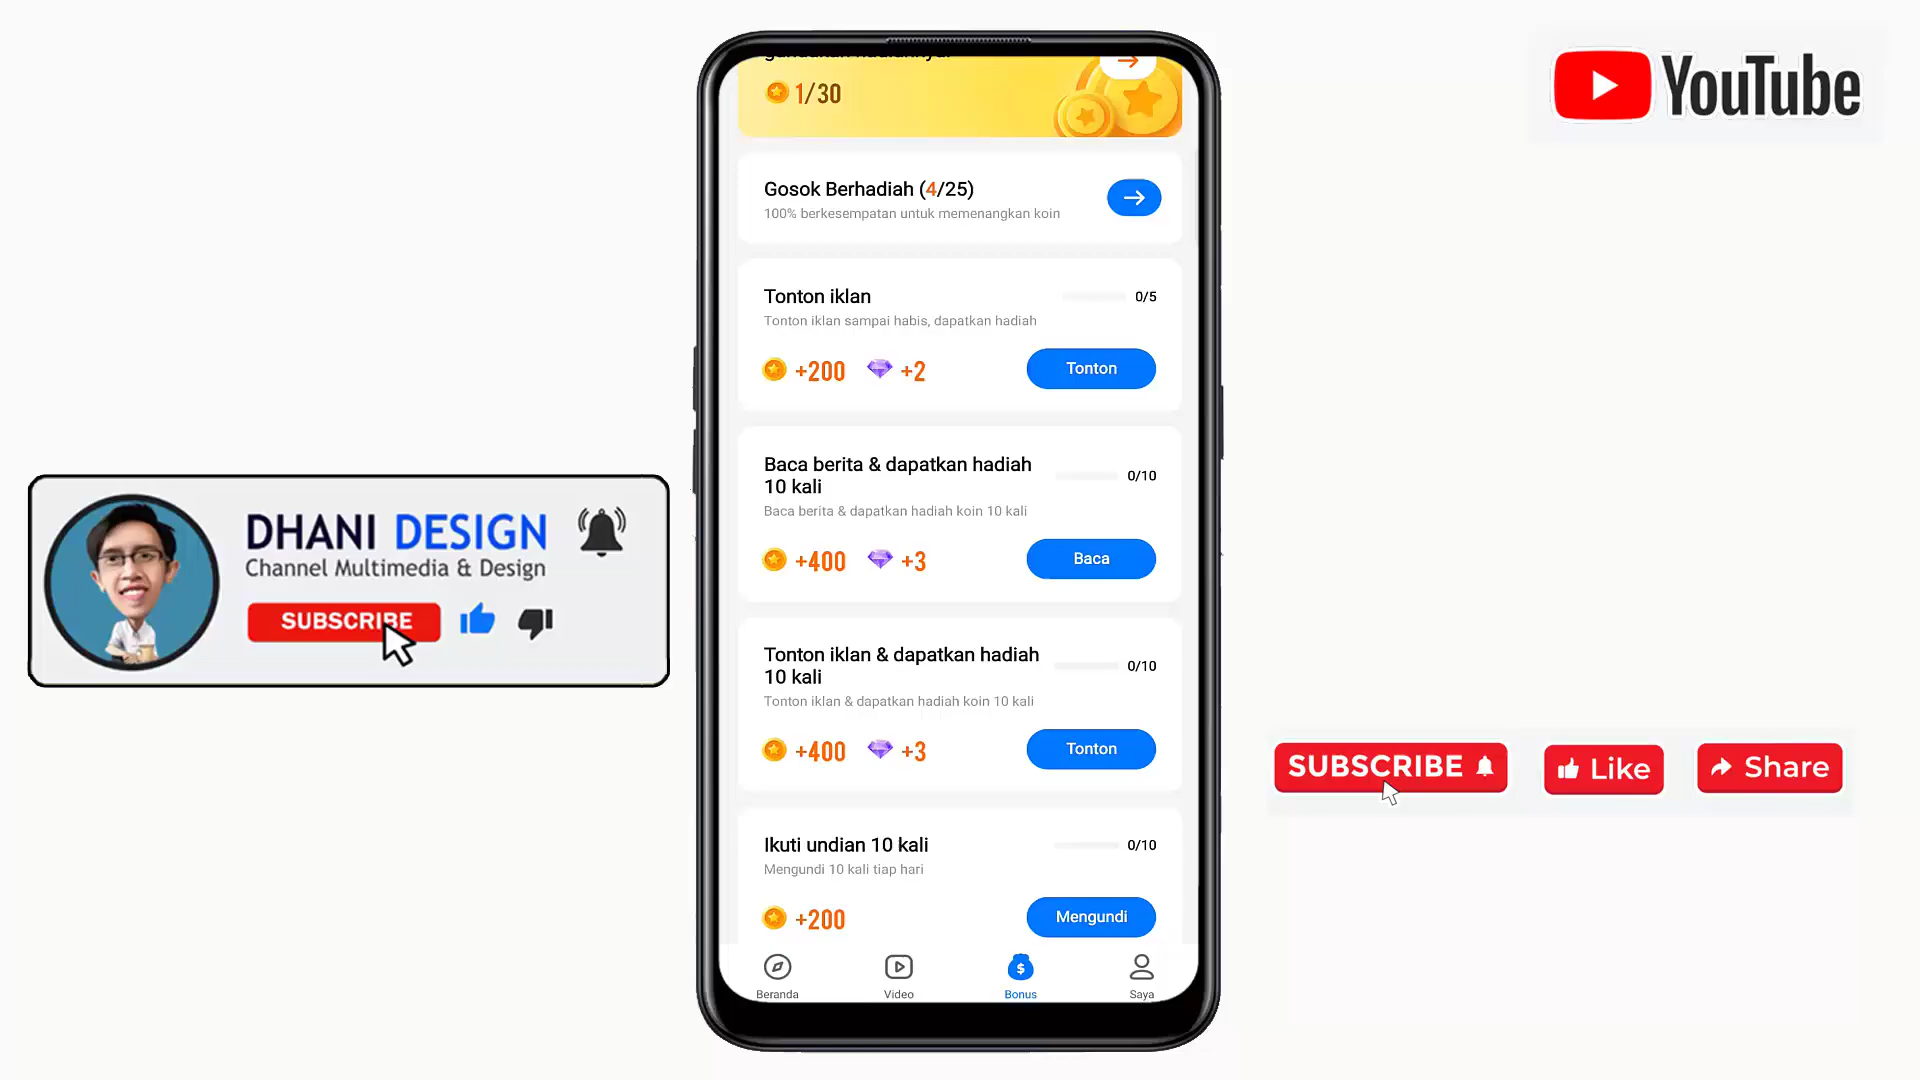 1/30
Gosok Berhadiah (4/25)
100% berkesempatan untuk memenangkan koin
Tonton iklan
0/5
Tonton iklan sampai habis, dapatkan hadiah
+200 +2
Tonton
Baca berita & dapatkan hadiah
10 kali
0/10
Baca berita & dapatkan hadiah koin 10 kali
+400 +3
Baca
Tonton iklan & dapatkan hadiah
10 kali
0/10
Tonton iklan & dapatkan hadiah koin 10 kali
+400 +3
Tonton
Ikuti undian 10 kali
0/10
Mengundi 10 kali tiap hari
+200
Mengundi
Beranda
Video
Bonus
Saya
DHANI DESIGN
Channel Multimedia & Design
SUBSCRIBE
YouTube
SUBSCRIBE
Like
Share